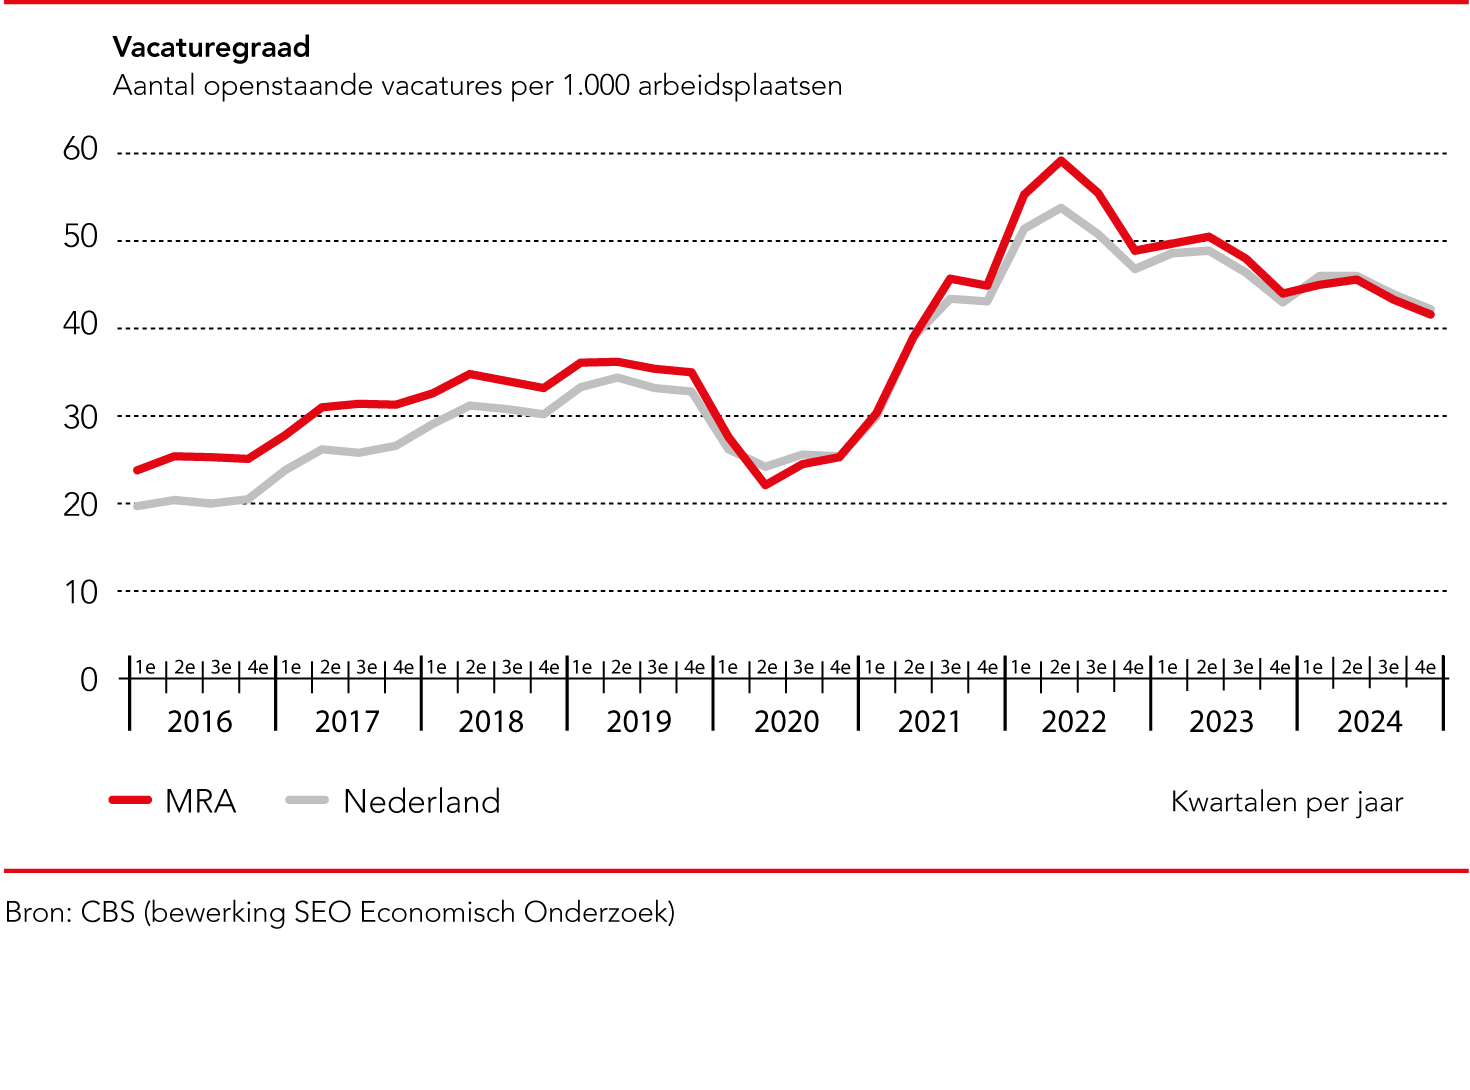 Vacaturegraad
Aantal openstaande vacatures per 1.000 arbeidsplaatsen
60
50
40
30
20
10
0
1e 2e 3e 4e 1e 2e 3e 4e 1e 2e 3e 4e 1e 2e 3e 4e 1e 2e 3e 4e 1e 2e 3e 4e 1e 2e 3e 4e 1e 2e 3e 4e 1e 2e 3e 4e
2016 2017 2018 2019 2020 2021 2022 2023 2024
MRA Nederland Kwartalen per jaar
Bron: CBS (bewerking SEO Economisch Onderzoek)